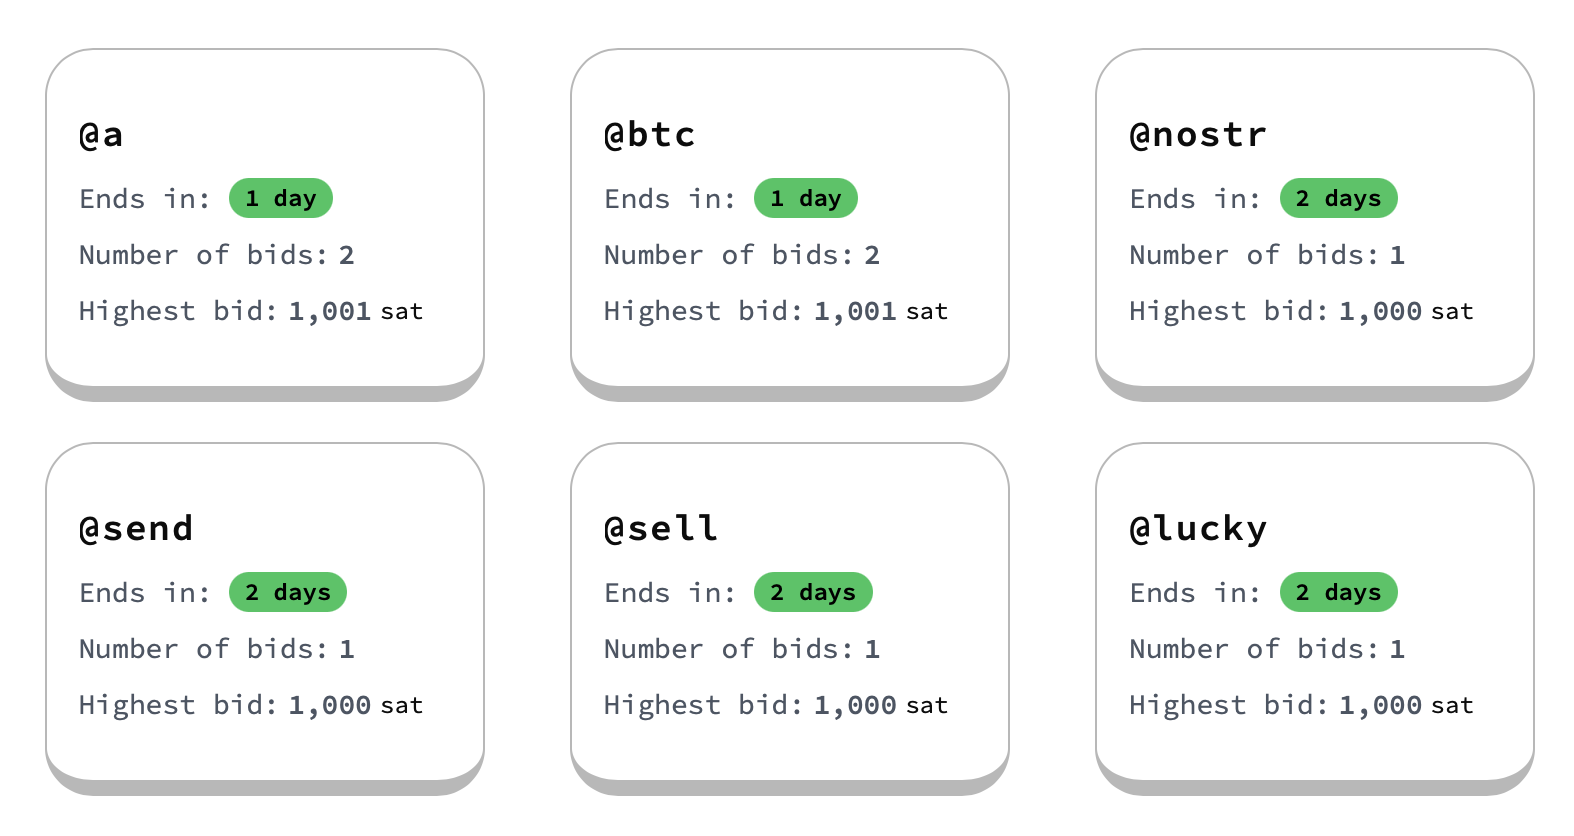 @a
Ends in: 1 day
Number of bids: 2
Highest bid: 1,001 sat
@btc
Ends in: 1 day
Number of bids: 2
Highest bid: 1,001 sat
@nostr
Ends in: 2 days
Number of bids: 1
Highest bid: 1,000 sat
@send
Ends in: 2 days
Number of bids: 1
Highest bid: 1,000 sat
@sell
Ends in: 2 days
Number of bids: 1
Highest bid: 1,000 sat
@lucky
Ends in: 2 days
Number of bids: 1
Highest bid: 1,000 sat